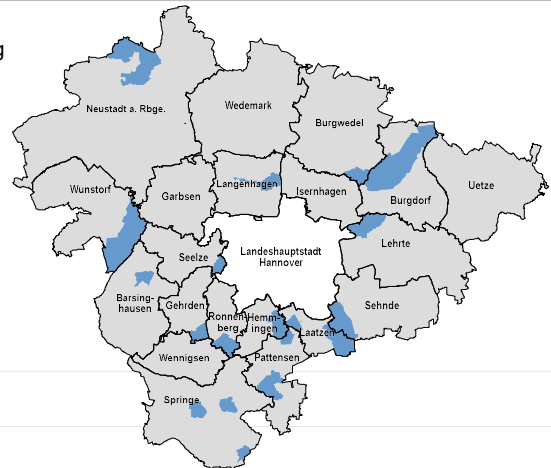 g
Neustadt a. Rbge.
Wedemark
Burgwedel
Wunstorf
Garbsen
Langenhagen
Isernhagen
Burgdorf
Uetze
Seelze
Landeshauptstadt
Hannover
Lehrte
Barsing-
hausen
Gehrden
Ronnen-
berg
Hemm-
ingen
Laatzen
Sehnde
Wennigsen
Pattensen
Springe